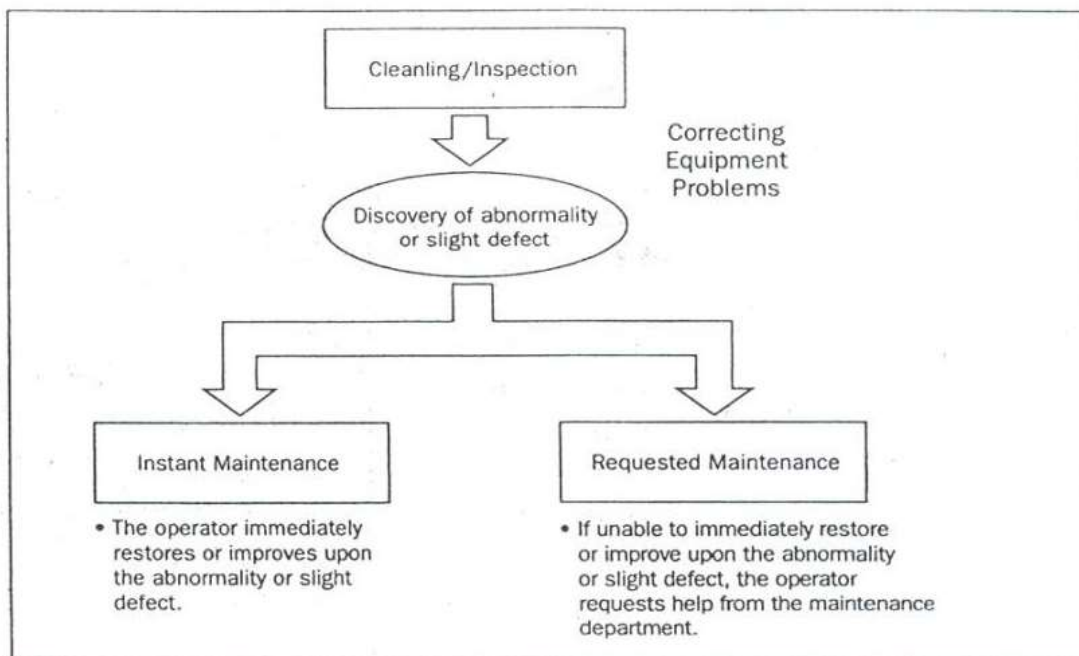 Cleanling/Inspection
Correcting
Equipment
Problems
Discovery of abnormality
or slight defect
Instant Maintenance
• The operator immediately
restores or improves upon
the abnormality or slight
defect.
Requested Maintenance
• If unable to immediately restore
or improve upon the abnormality
or slight defect, the operator
requests help from the maintenance
department.